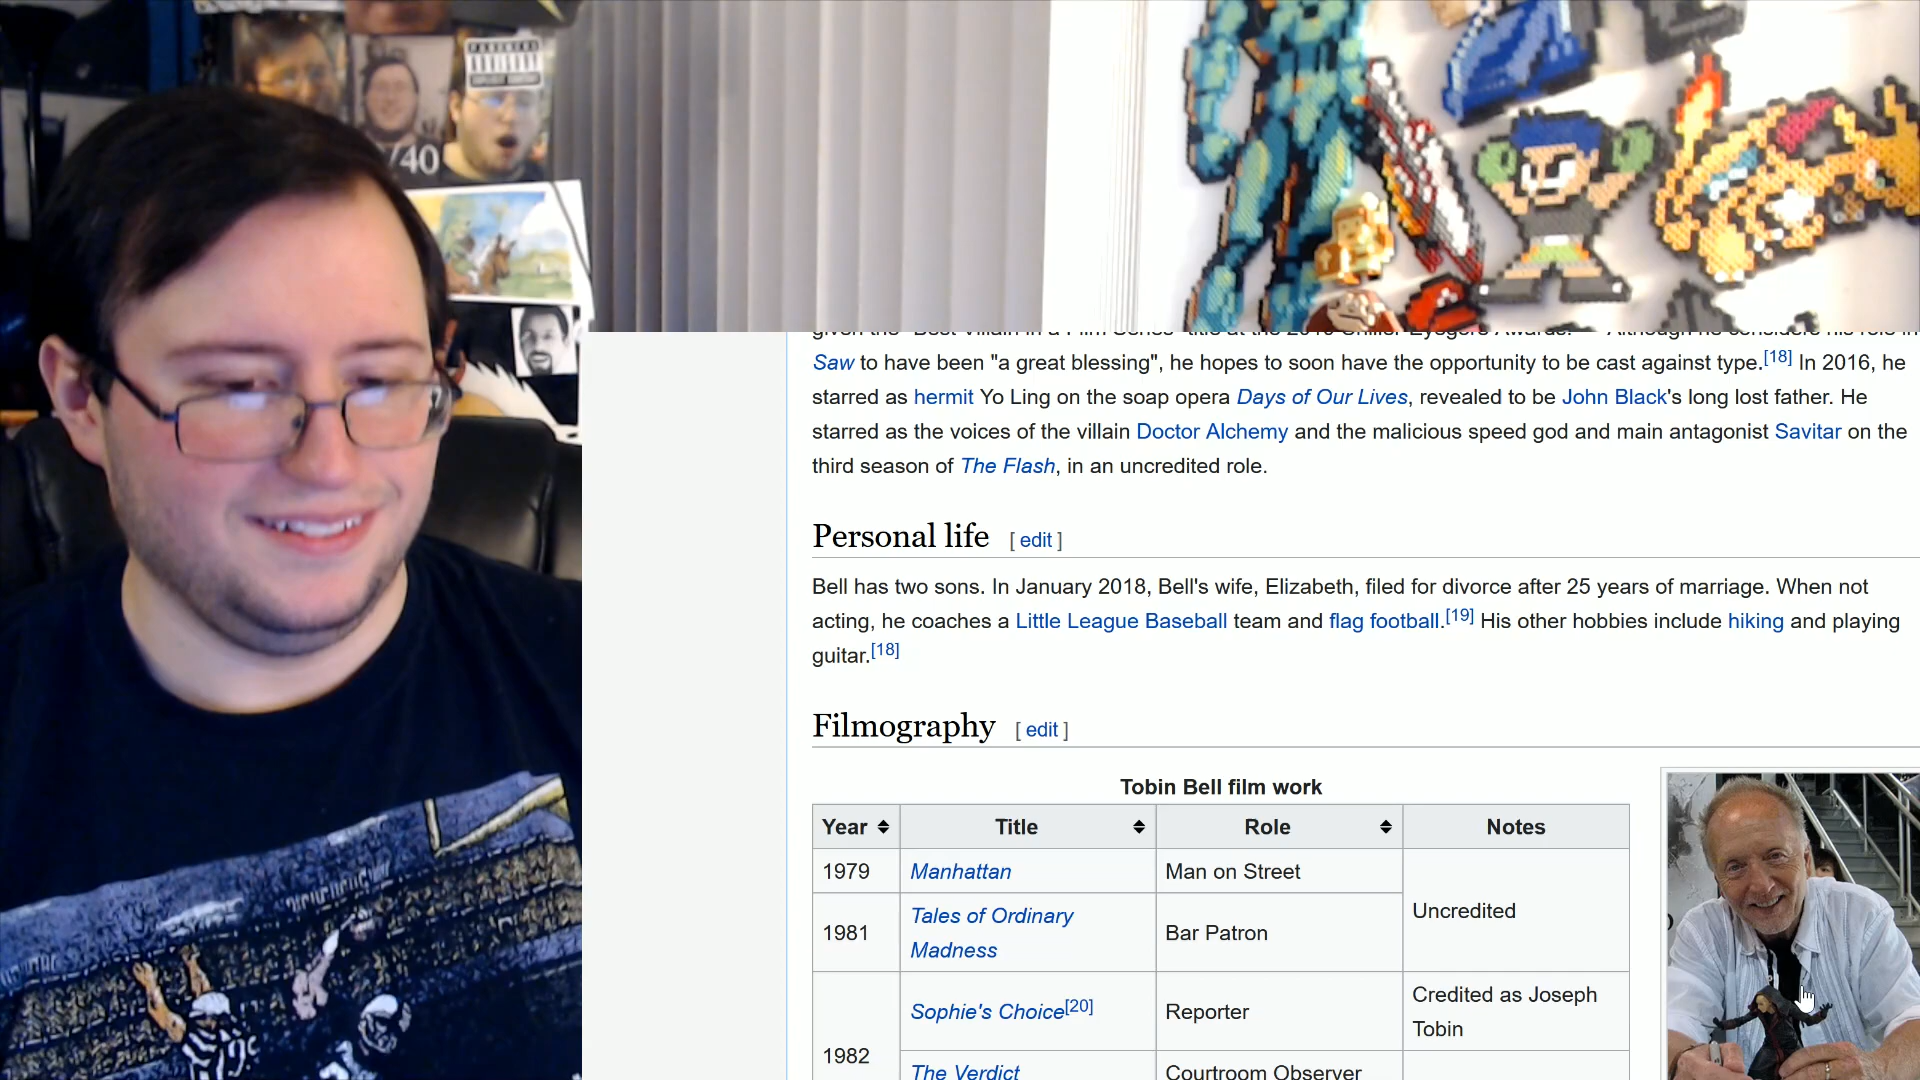 PARENTAL
ADVISORY
EXPLICIT CONTENT
/40
Saw to have been "a great blessing", he hopes to soon have the opportunity to be cast against type.[18] In 2016, he
starred as hermit Yo Ling on the soap opera Days of Our Lives, revealed to be John Black's long lost father. He
starred as the voices of the villain Doctor Alchemy and the malicious speed god and main antagonist Savitar on the
third season of The Flash, in an uncredited role.
Personal life [ edit ]
Bell has two sons. In January 2018, Bell's wife, Elizabeth, filed for divorce after 25 years of marriage. When not
acting, he coaches a Little League Baseball team and flag football.[19] His other hobbies include hiking and playing
guitar.[18]
Filmography [ edit ]
Tobin Bell film work
Year Title Role Notes
1979 Manhattan Man on Street
Uncredited
1981 Tales of Ordinary Madness Bar Patron
1982 Sophie's Choice[20] Reporter Credited as Joseph Tobin
The Verdict Courtroom Observer